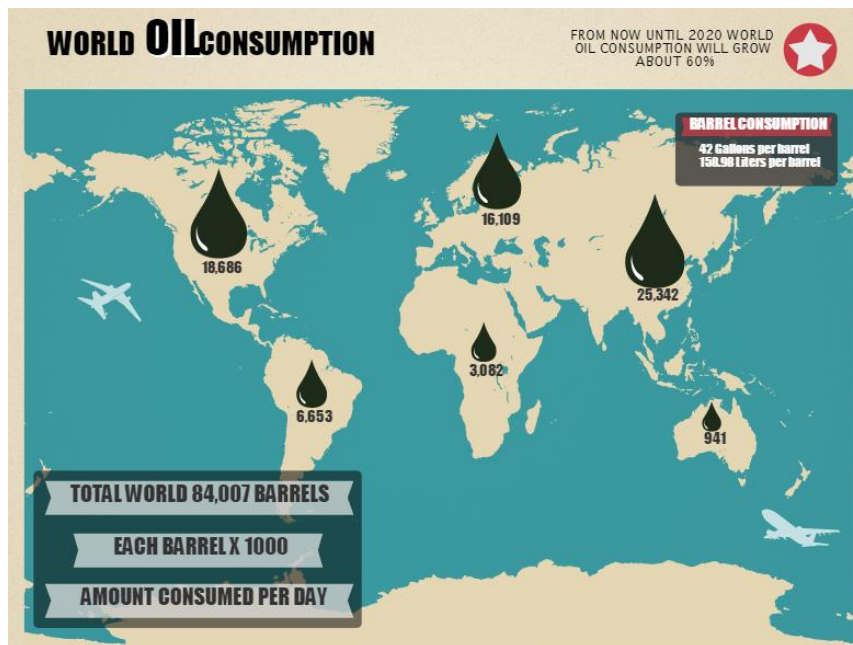 WORLD OIL CONSUMPTION
FROM NOW UNTIL 2020 WORLD
OIL CONSUMPTION WILL GROW
ABOUT 60%
BARREL CONSUMPTION
42 Gallons per barrel
158.98 Liters per barrel
16,109
18,686
25,342
3,082
6,653
941
TOTAL WORLD 84,007 BARRELS
EACH BARREL X 1000
AMOUNT CONSUMED PER DAY